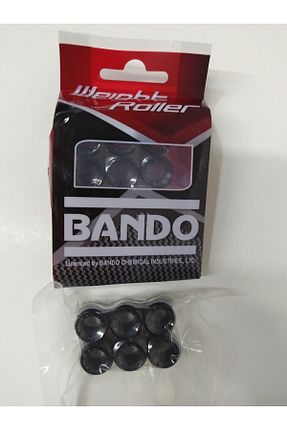 Weight
Roller
BANDO
Licenced by BANDO CHEMICAL INDUSTRIES, LTD.